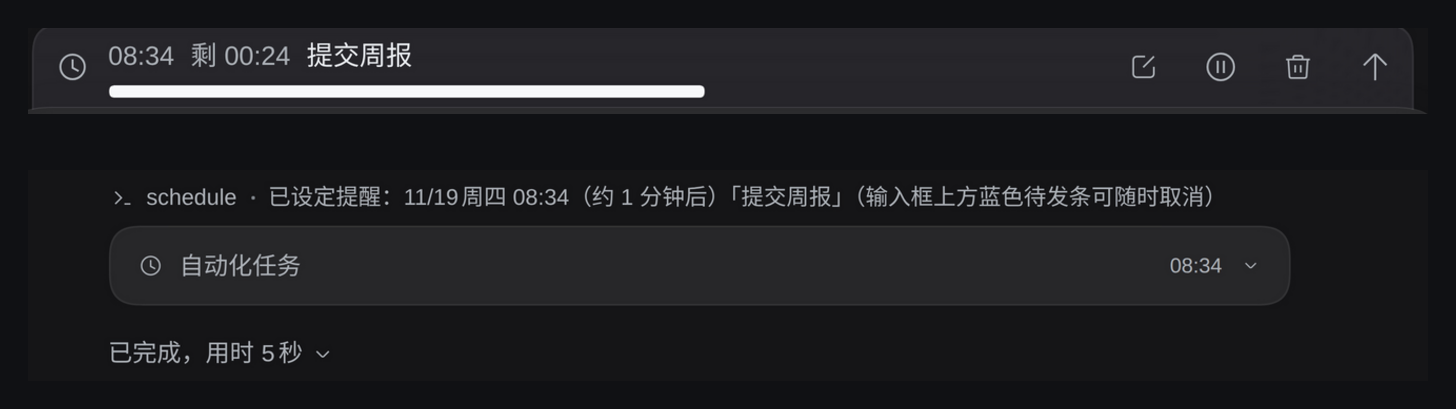 08:34 剩 00:24 提交周报
schedule · 已设定提醒：11/19 周四 08:34（约 1 分钟后）「提交周报」（输入框上方蓝色待发条可随时取消）
自动化任务 08:34
已完成，用时 5 秒